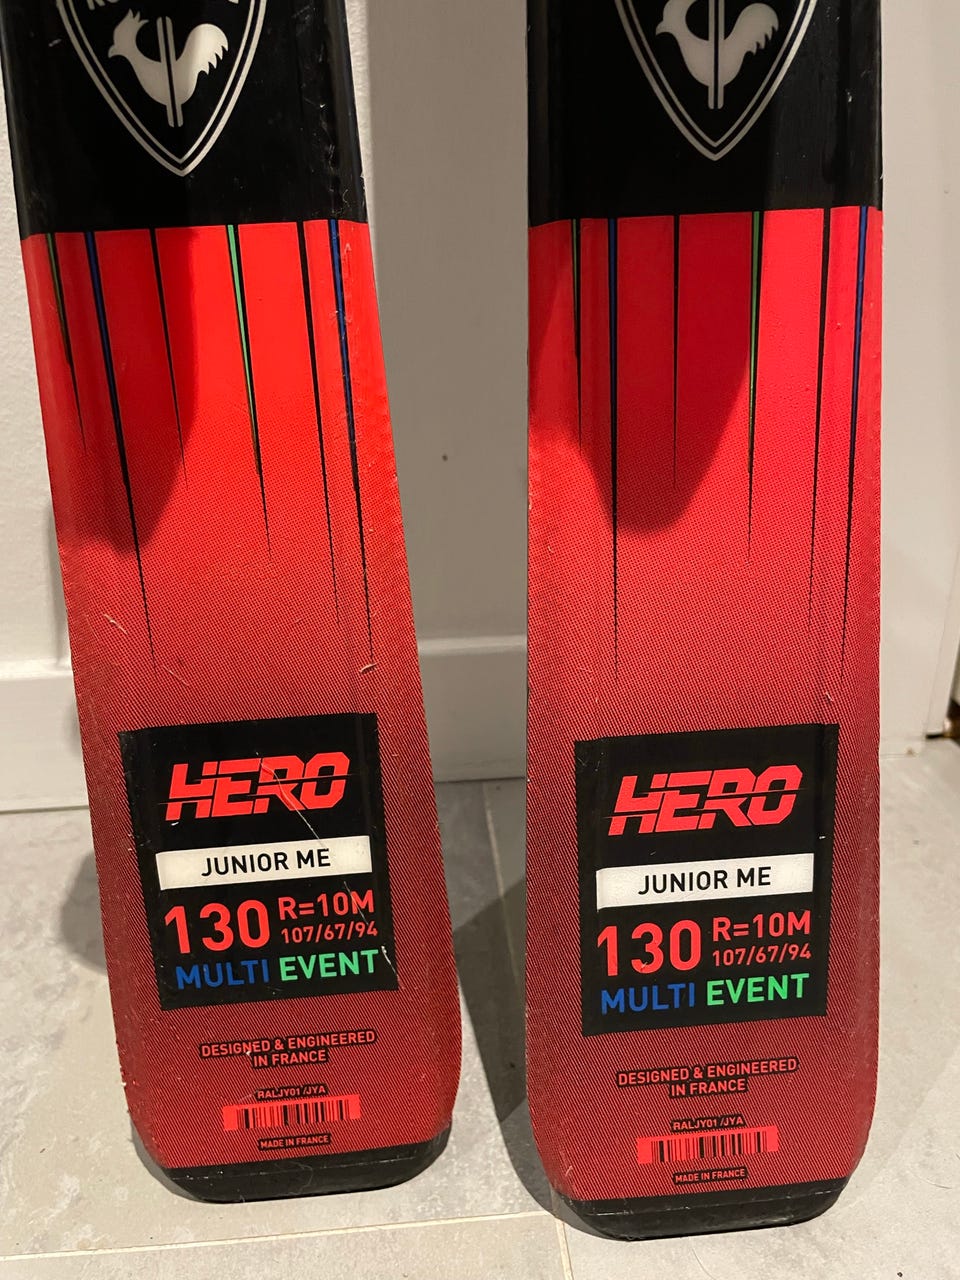 HERO
JUNIOR ME
130 R=10M
107/67/94
MULTI EVENT
DESIGNED & ENGINEERED
IN FRANCE
RALJY01 /JYA
MADE IN FRANCE
HERO
JUNIOR ME
130 R=10M
107/67/94
MULTI EVENT
DESIGNED & ENGINEERED
IN FRANCE
RALJY01 /JYA
MADE IN FRANCE